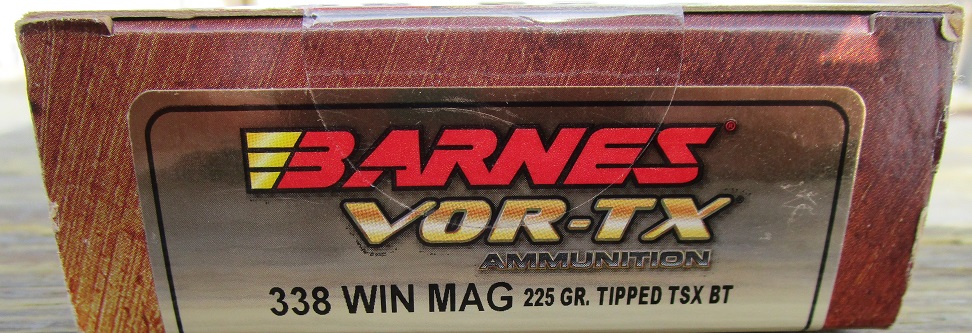 BARNES®
VOR-TX
AMMUNITION
338 WIN MAG 225 GR. TIPPED TSX BT